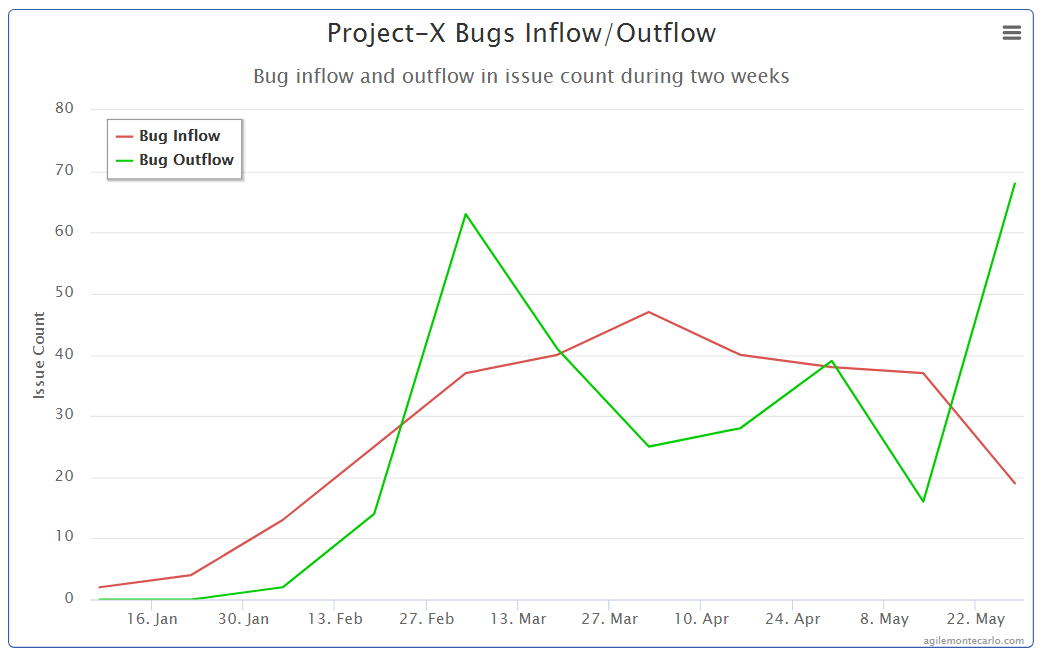 Project-X Bugs Inflow/Outflow
Bug inflow and outflow in issue count during two weeks
Bug Inflow
Bug Outflow
Issue Count
80
70
60
50
40
30
20
10
0
16. Jan 30. Jan 13. Feb 27. Feb 13. Mar 27. Mar 10. Apr 24. Apr 8. May 22. May
agilemontecarlo.com